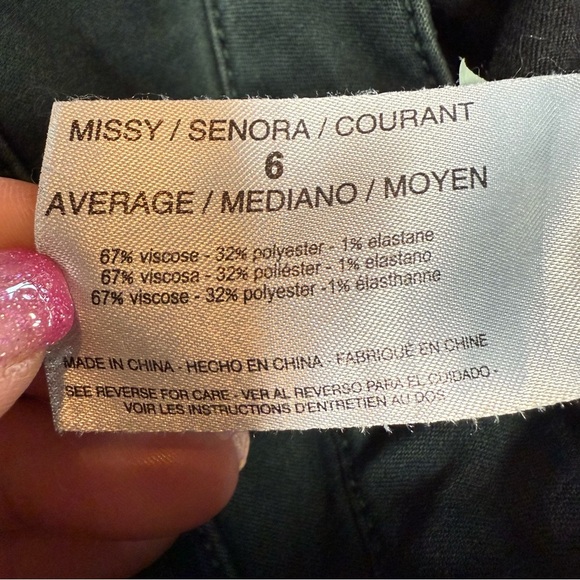 MISSY / SENORA / COURANT
6
AVERAGE / MEDIANO / MOYEN
67% viscose - 32% polyester - 1% elastane
67% viscosa - 32% poliéster - 1% elastano
67% viscose - 32% polyester -1% élasthanne
MADE IN CHINA - HECHO EN CHINA - FABRIQUÉ EN CHINE
SEE REVERSE FOR CARE - VER AL REVERSO PARA EL CUIDADO -
VOIR LES INSTRUCTIONS D'ENTRETIEN AU DOS